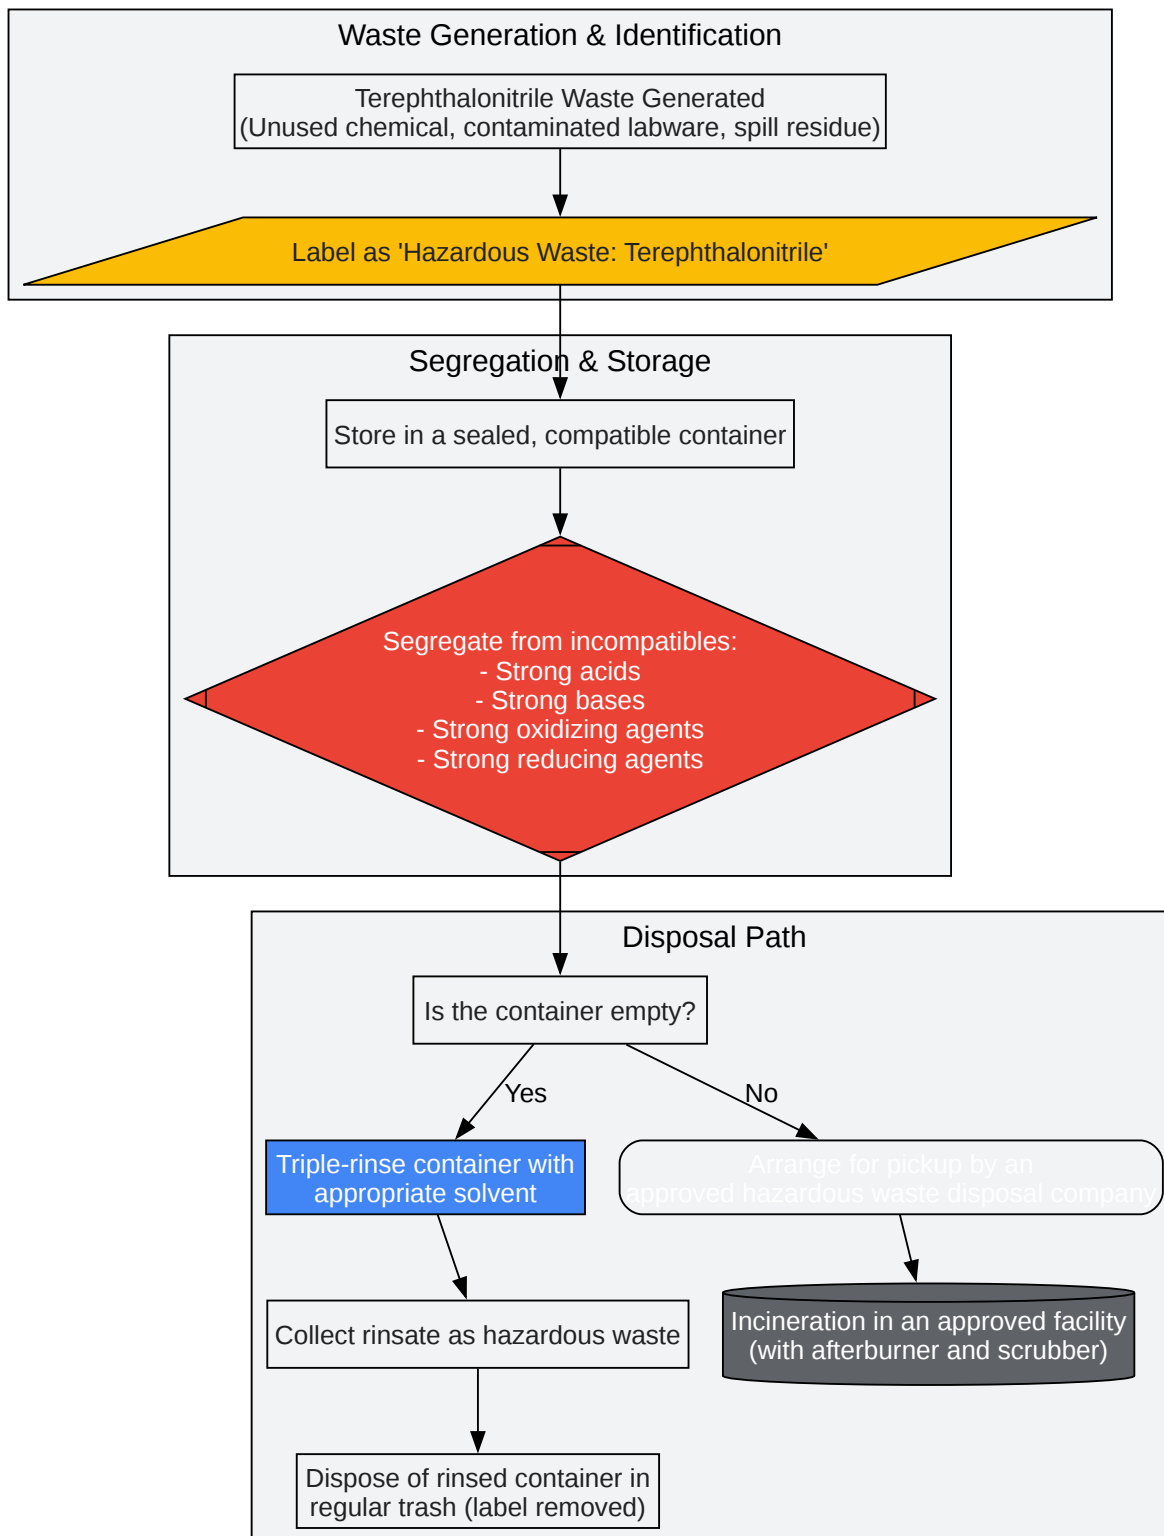 Waste Generation & Identification
Terephthalonitrile Waste Generated
(Unused chemical, contaminated labware, spill residue)
Label as 'Hazardous Waste: Terephthalonitrile'
Segregation & Storage
Store in a sealed, compatible container
Segregate from incompatibles:
- Strong acids
- Strong bases
- Strong oxidizing agents
- Strong reducing agents
Disposal Path
Is the container empty?
Yes
No
Triple-rinse container with
appropriate solvent
Arrange for pickup by an
approved hazardous waste disposal company
Collect rinsate as hazardous waste
Incineration in an approved facility
(with afterburner and scrubber)
Dispose of rinsed container in
regular trash (label removed)